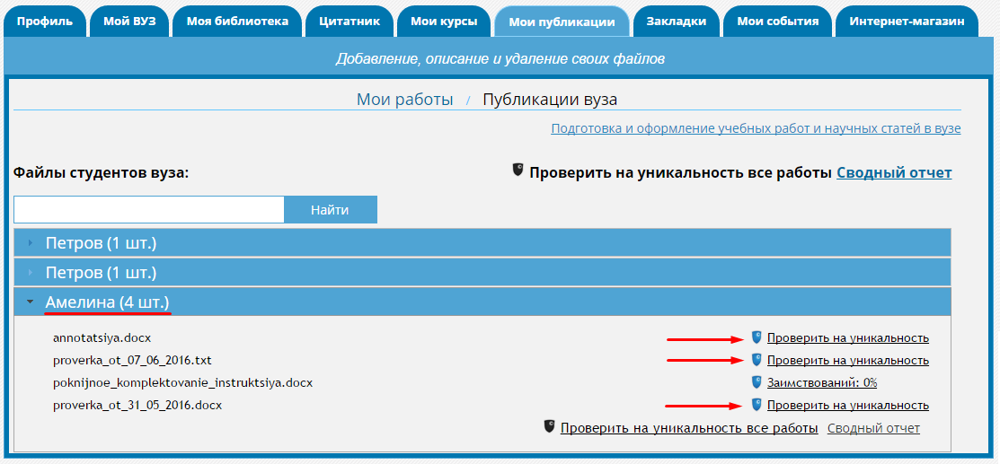 Профиль Мой ВУЗ Моя библиотека Цитатник Мои курсы Мои публикации Закладки Мои события Интернет-магазин
Добавление, описание и удаление своих файлов
Мои работы / Публикации вуза
Подготовка и оформление учебных работ и научных статей в вузе
Файлы студентов вуза: Проверить на уникальность все работы Сводный отчет
Найти
Петров (1 шт.)
Петров (1 шт.)
Амелина (4 шт.)
annotatsiya.docx Проверить на уникальность
proverka_ot_07_06_2016.txt Проверить на уникальность
poknijnoe_komplektovanie_instruktsiya.docx Заимствований: 0%
proverka_ot_31_05_2016.docx Проверить на уникальность
Проверить на уникальность все работы Сводный отчет